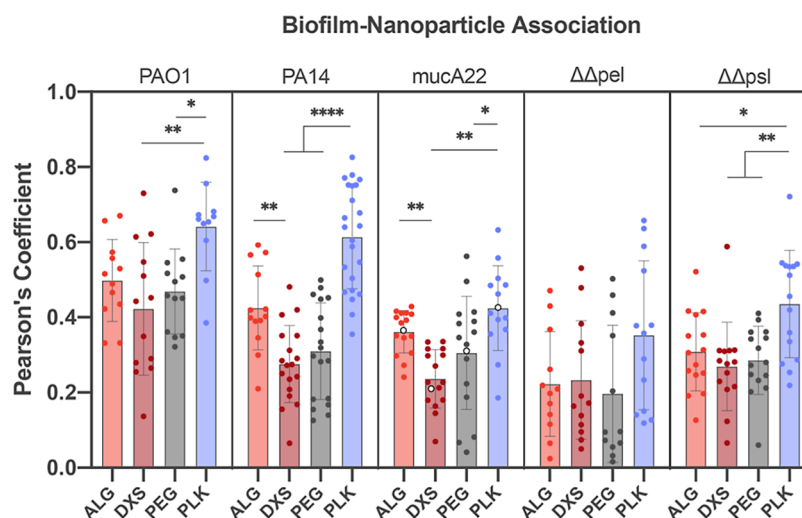 Biofilm-Nanoparticle Association
PAO1 PA14 mucA22 ΔΔpel ΔΔpsl
Pearson's Coefficient
1.0
0.8
0.6
0.4
0.2
0.0
* ** **** ** * ** ** * **
ALG DXS PEG PLK ALG DXS PEG PLK ALG DXS PEG PLK ALG DXS PEG PLK ALG DXS PEG PLK